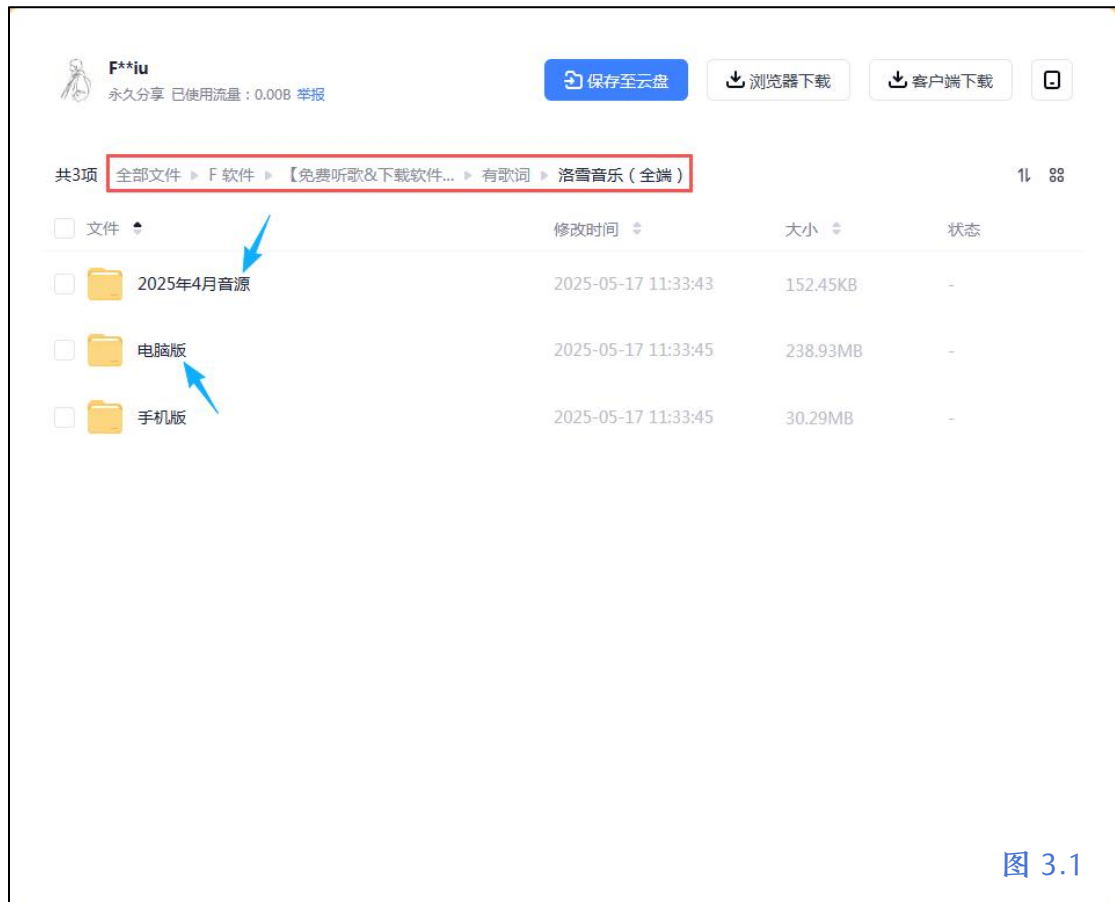 F**iu
永久分享 已使用流量：0.00B 举报
保存至云盘
浏览器下载
客户端下载
共3项 全部文件 F 软件 【免费听歌&下载软件... 有歌词 洛雪音乐（全端）
文件 修改时间 大小 状态
2025年4月音源 2025-05-17 11:33:43 152.45KB -
电脑版 2025-05-17 11:33:45 238.93MB -
手机版 2025-05-17 11:33:45 30.29MB -
图 3.1